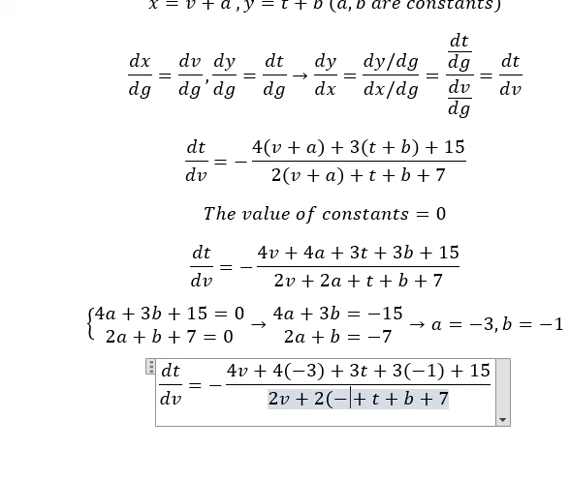 x = v + a , y = t + b (a, b are constants)
dx/dg = dv/dg , dy/dg = dt/dg → dy/dx = (dy/dg)/(dx/dg) = (dt/dg)/(dv/dg) = dt/dv
dt/dv = − (4(v + a) + 3(t + b) + 15)/(2(v + a) + t + b + 7)
The value of constants = 0
dt/dv = − (4v + 4a + 3t + 3b + 15)/(2v + 2a + t + b + 7)
{4a + 3b + 15 = 0 → 4a + 3b = −15 → a = −3, b = −1
2a + b + 7 = 0 2a + b = −7
dt/dv = − (4v + 4(−3) + 3t + 3(−1) + 15)/(2v + 2(− + t + b + 7)